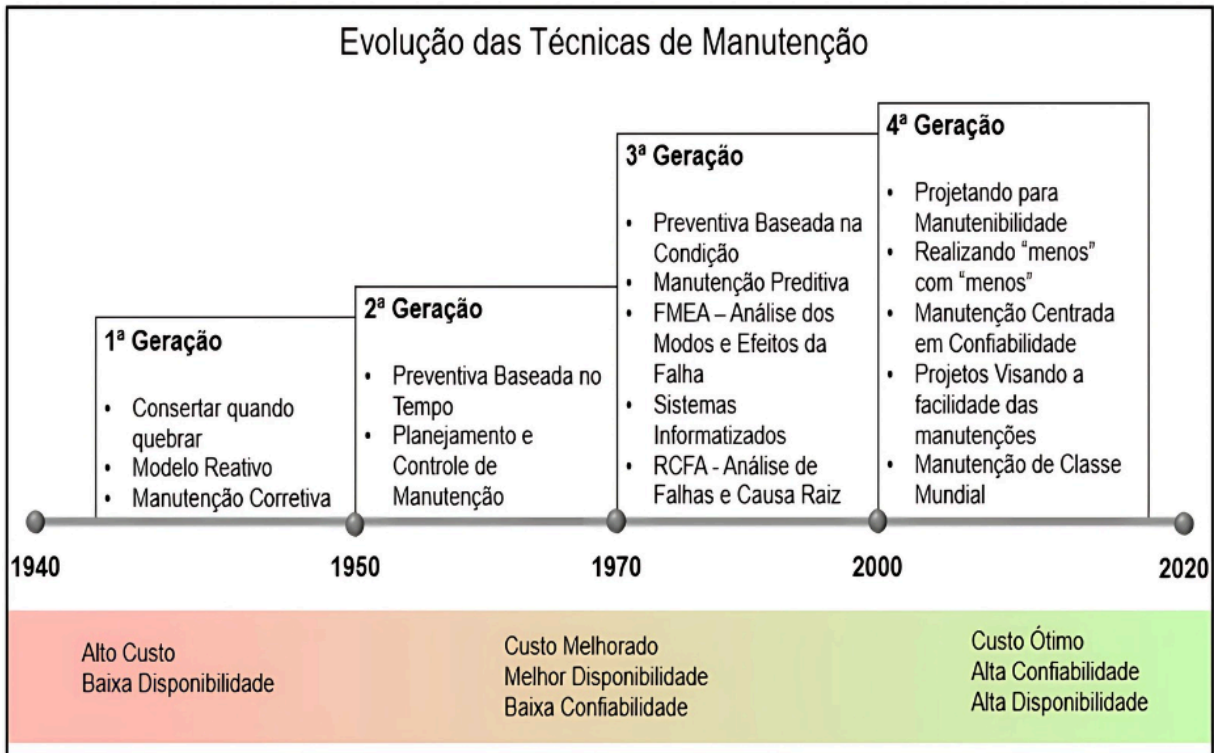 Evolução das Técnicas de Manutenção
1ª Geração
• Consertar quando
quebrar
• Modelo Reativo
• Manutenção Corretiva
2ª Geração
• Preventiva Baseada no
Tempo
• Planejamento e
Controle de
Manutenção
3ª Geração
• Preventiva Baseada na
Condição
• Manutenção Preditiva
• FMEA – Análise dos
Modos e Efeitos da
Falha
• Sistemas
Informatizados
• RCFA - Análise de
Falhas e Causa Raiz
4ª Geração
• Projetando para
Manutenibilidade
• Realizando “menos”
com “menos”
• Manutenção Centrada
em Confiabilidade
• Projetos Visando a
facilidade das
manutenções
• Manutenção de Classe
Mundial
1940
1950
1970
2000
2020
Alto Custo
Baixa Disponibilidade
Custo Melhorado
Melhor Disponibilidade
Baixa Confiabilidade
Custo Ótimo
Alta Confiabilidade
Alta Disponibilidade